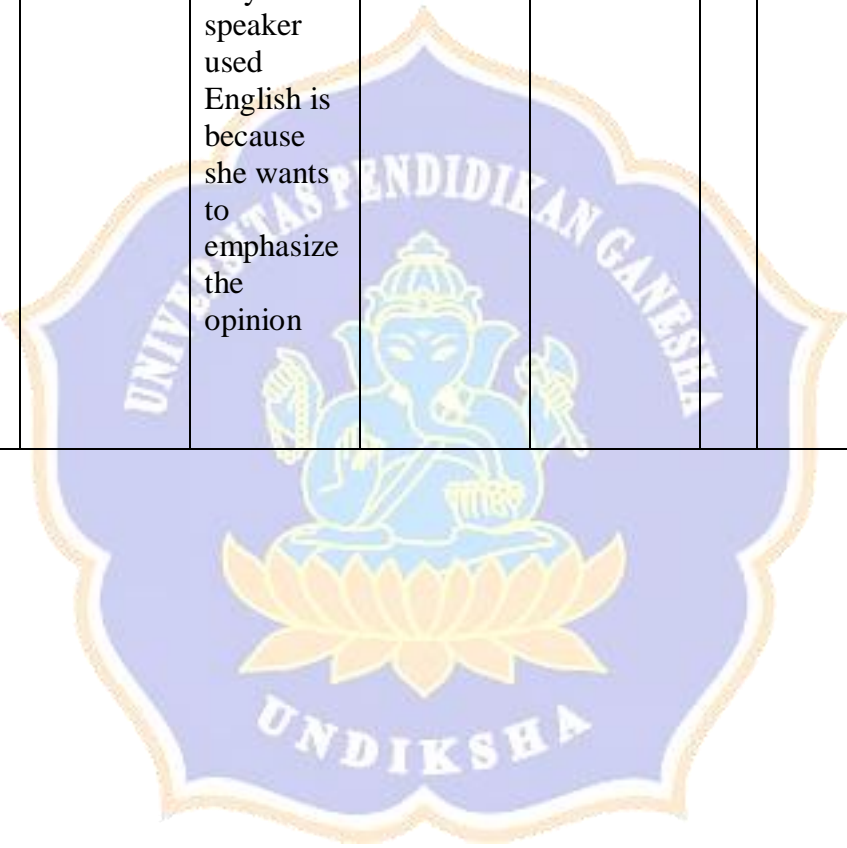 speaker
used
English is
because
she wants
to
emphasize
the
opinion
UNIVERSITAS PENDIDIKAN GANESHA
UNDIKSHA